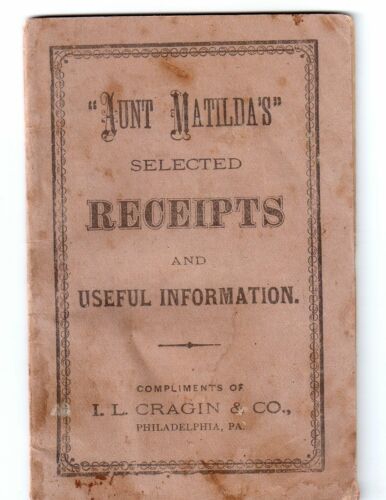 "AUNT MATILDA'S"
SELECTED
RECEIPTS
AND
USEFUL INFORMATION.
COMPLIMENTS OF
I. L. CRAGIN & CO.,
PHILADELPHIA, PA.